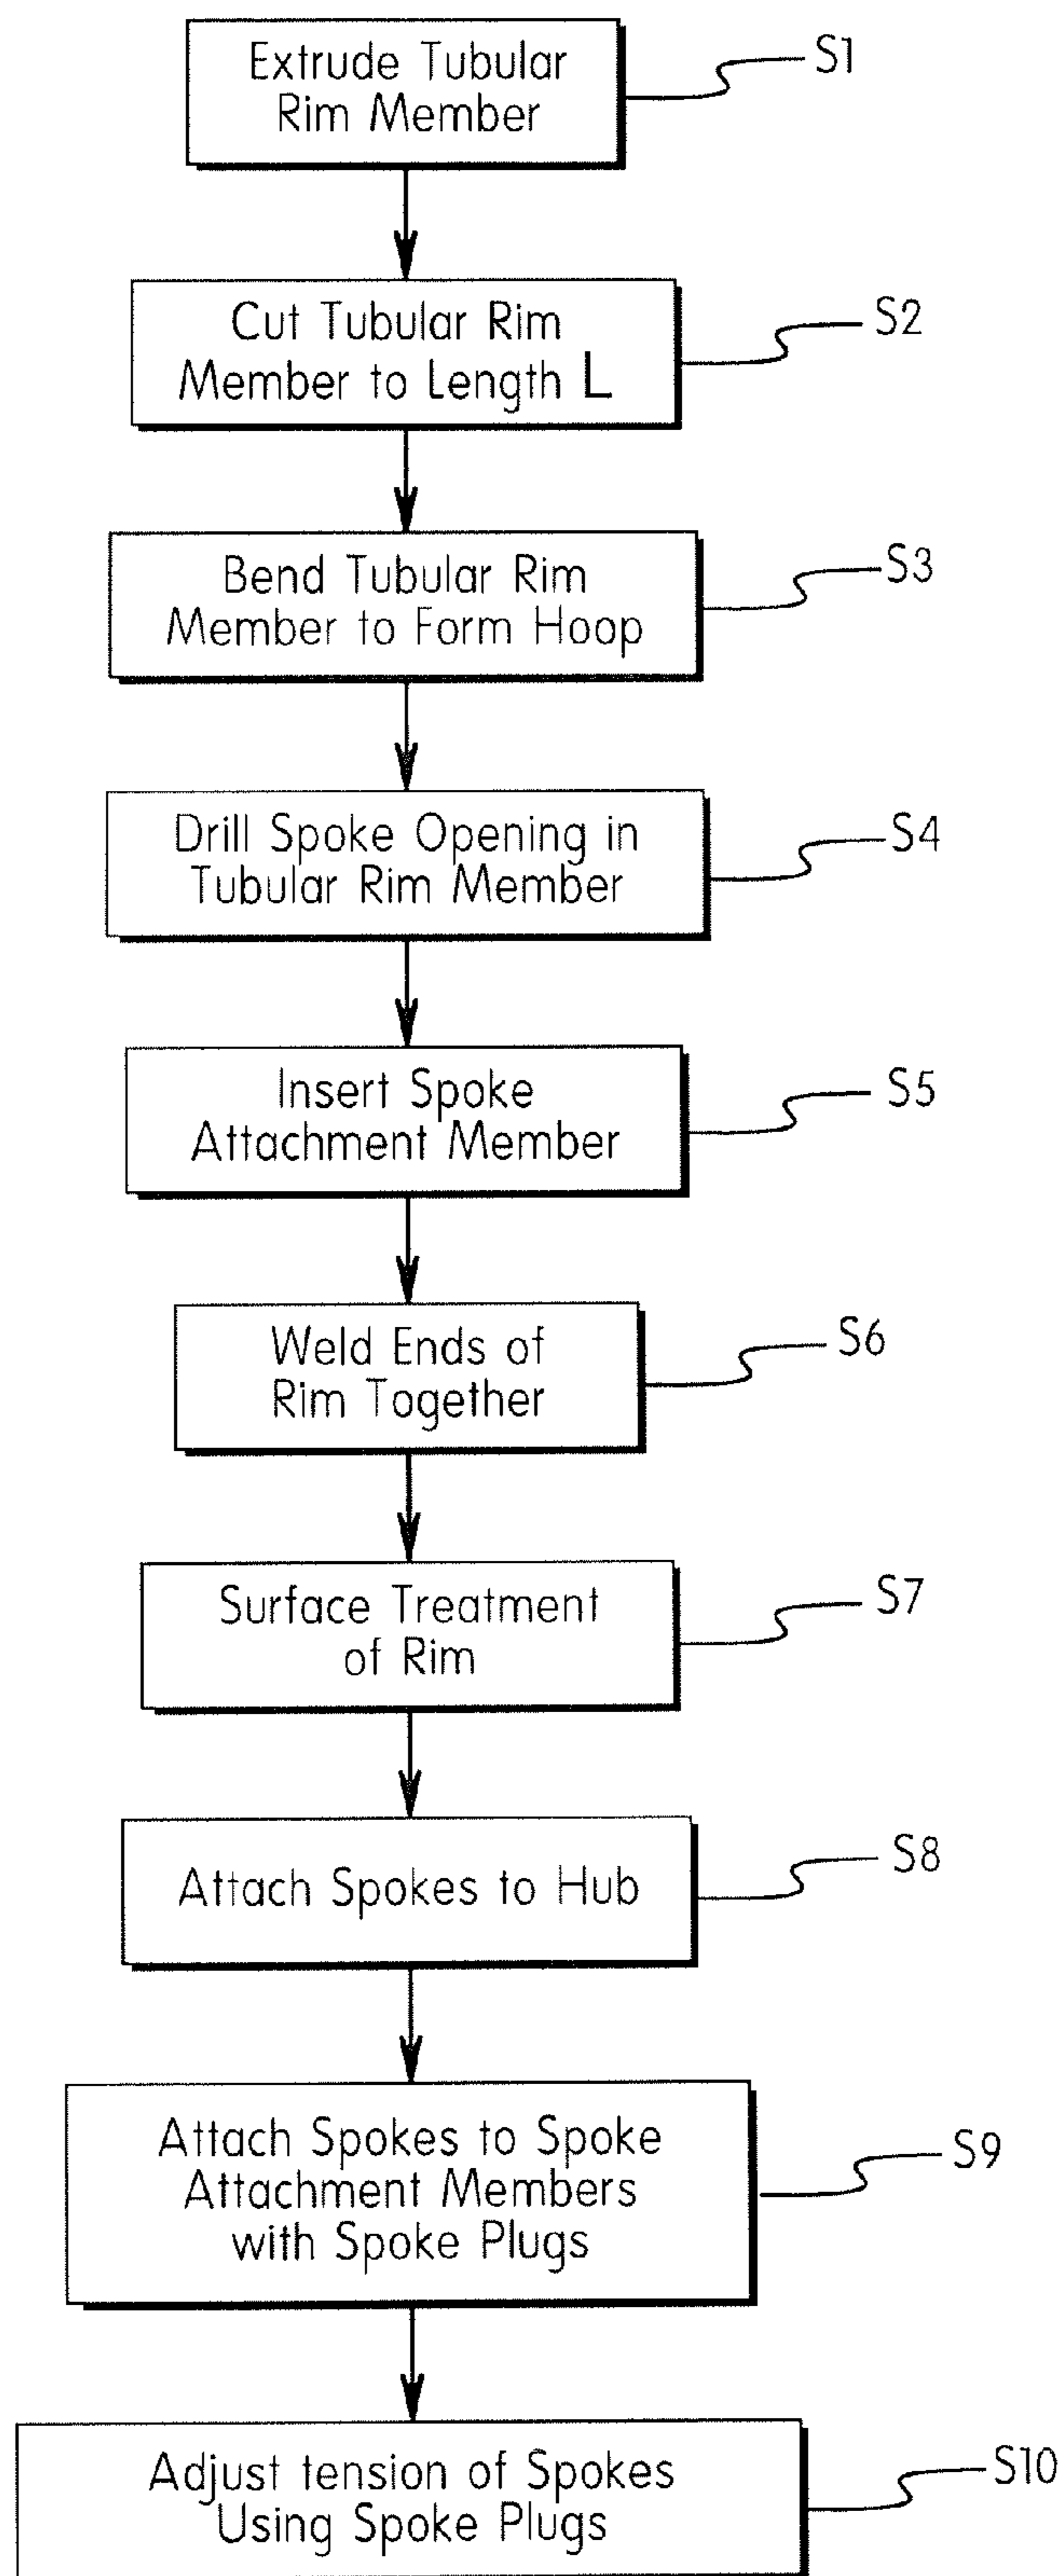 Extrude Tubular
Rim Member
S1
Cut Tubular Rim
Member to Length L
S2
Bend Tubular Rim
Member to Form Hoop
S3
Drill Spoke Opening in
Tubular Rim Member
S4
Insert Spoke
Attachment Member
S5
Weld Ends of
Rim Together
S6
Surface Treatment
of Rim
S7
Attach Spokes to Hub
S8
Attach Spokes to Spoke
Attachment Members
with Spoke Plugs
S9
Adjust tension of Spokes
Using Spoke Plugs
S10